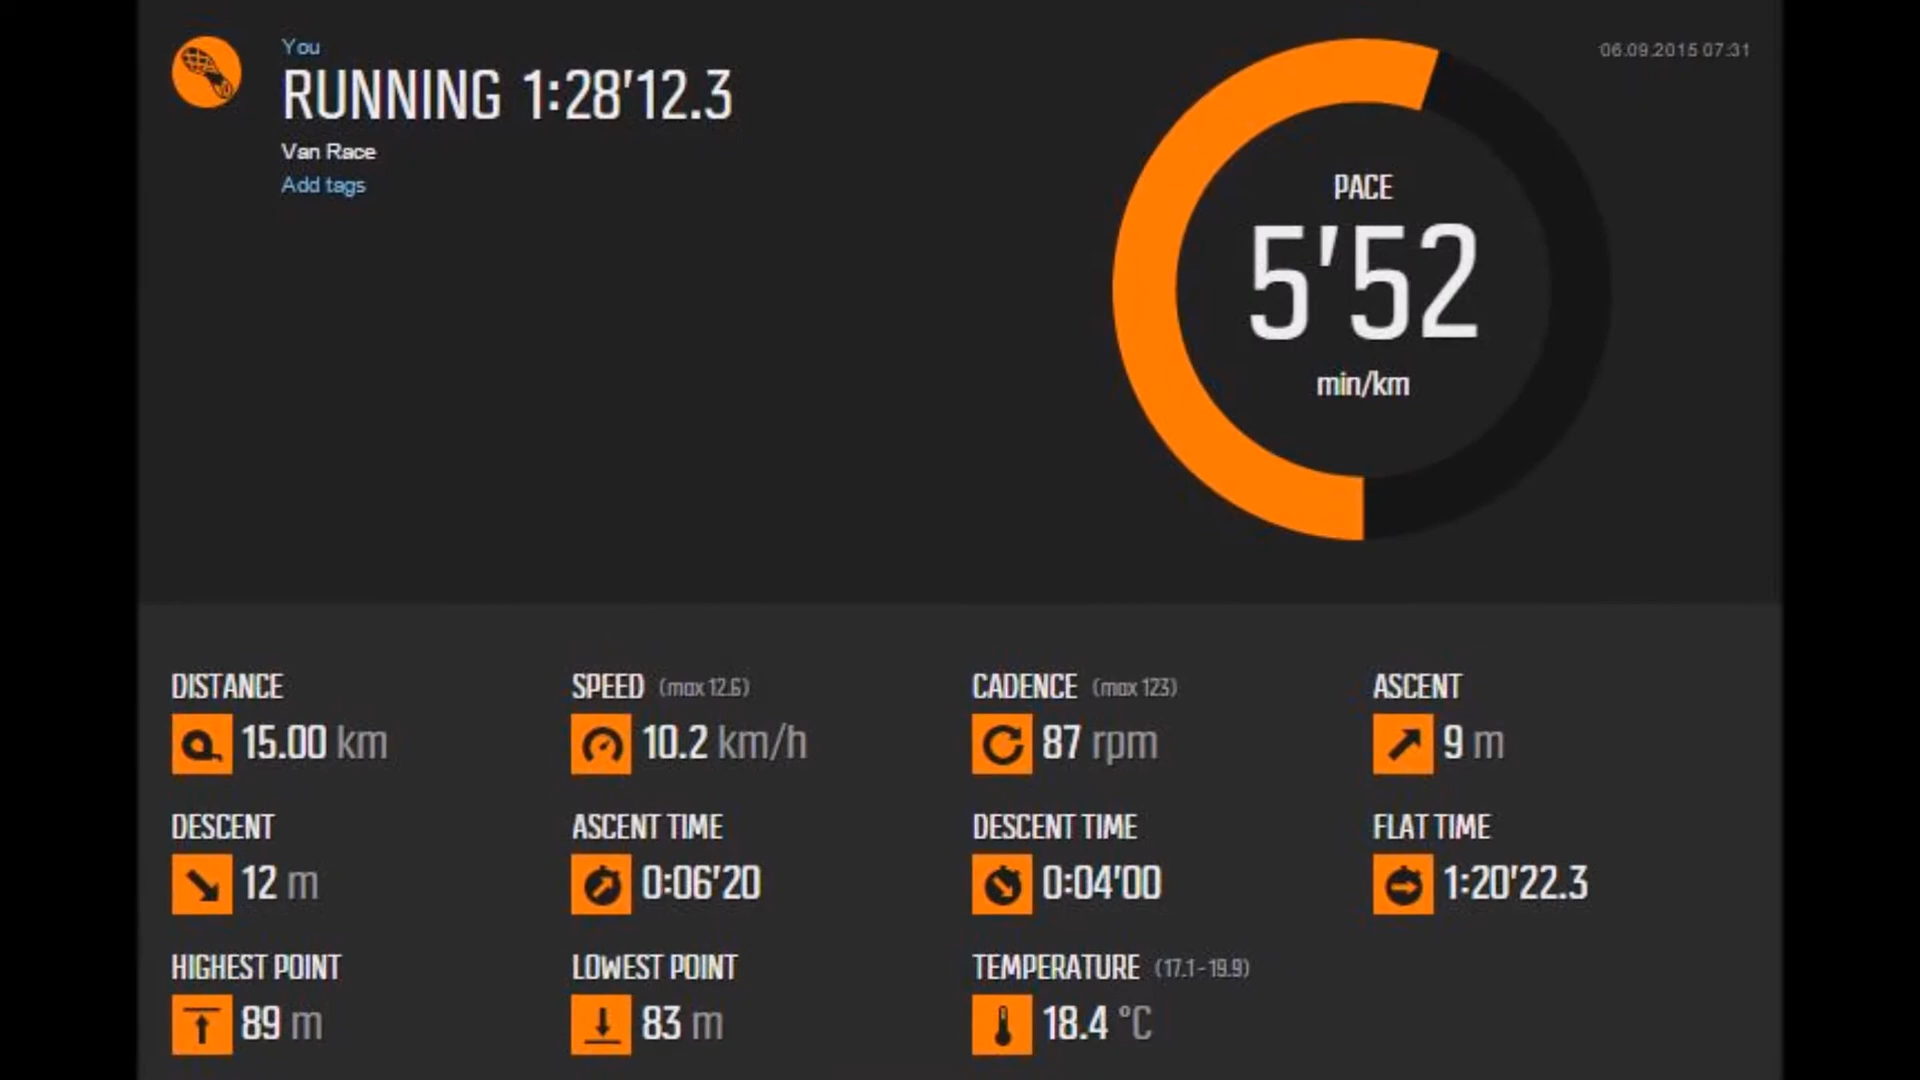 You
06.09.2015 07:31
RUNNING 1:28'12.3
Van Race
Add tags
PACE
5'52
min/km
DISTANCE
15.00 km
SPEED (max 12.6)
10.2 km/h
CADENCE (max 123)
87 rpm
ASCENT
9 m
DESCENT
12 m
ASCENT TIME
0:06'20
DESCENT TIME
0:04'00
FLAT TIME
1:20'22.3
HIGHEST POINT
89 m
LOWEST POINT
83 m
TEMPERATURE (17.1-19.9)
18.4 °C